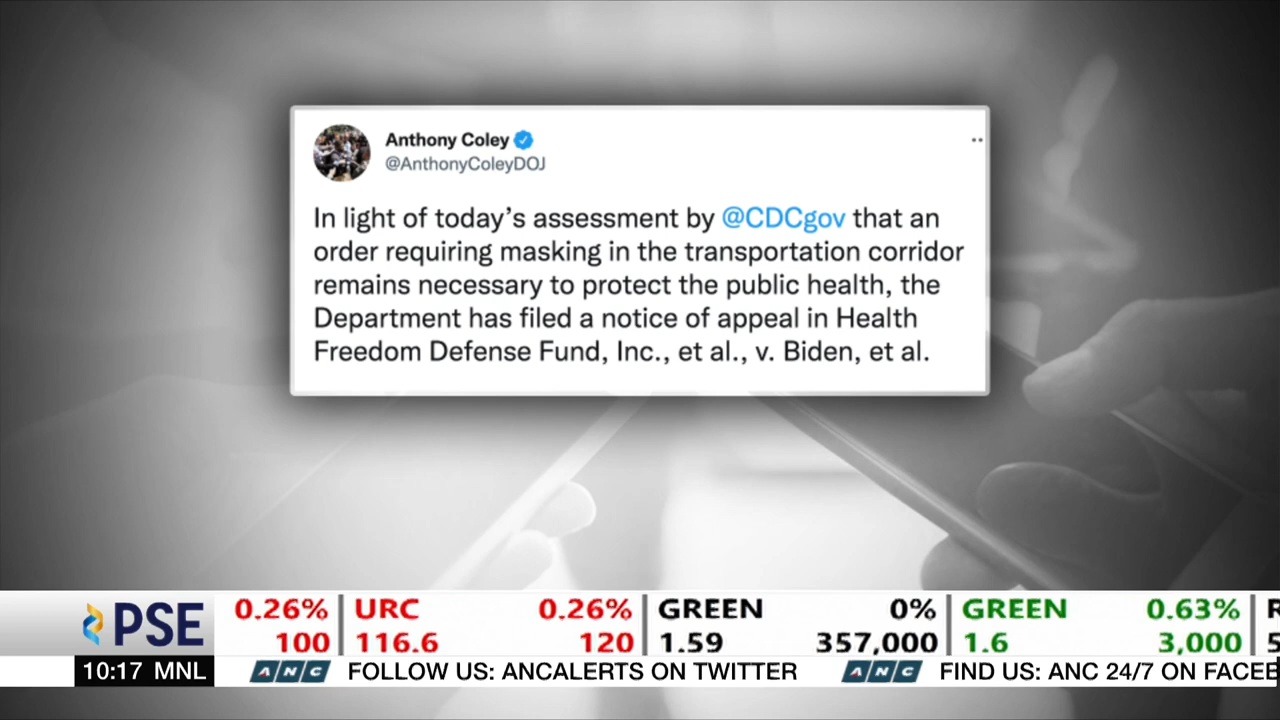 Anthony Coley
@AnthonyColeyDOJ
In light of today’s assessment by @CDCgov that an
order requiring masking in the transportation corridor
remains necessary to protect the public health, the
Department has filed a notice of appeal in Health
Freedom Defense Fund, Inc., et al., v. Biden, et al.
PSE
0.26% URC 0.26% GREEN 0% GREEN 0.63%
100 116.6 120 1.59 357,000 1.6 3,000
10:17 MNL ANC FOLLOW US: ANCALERTS ON TWITTER ANC FIND US: ANC 24/7 ON